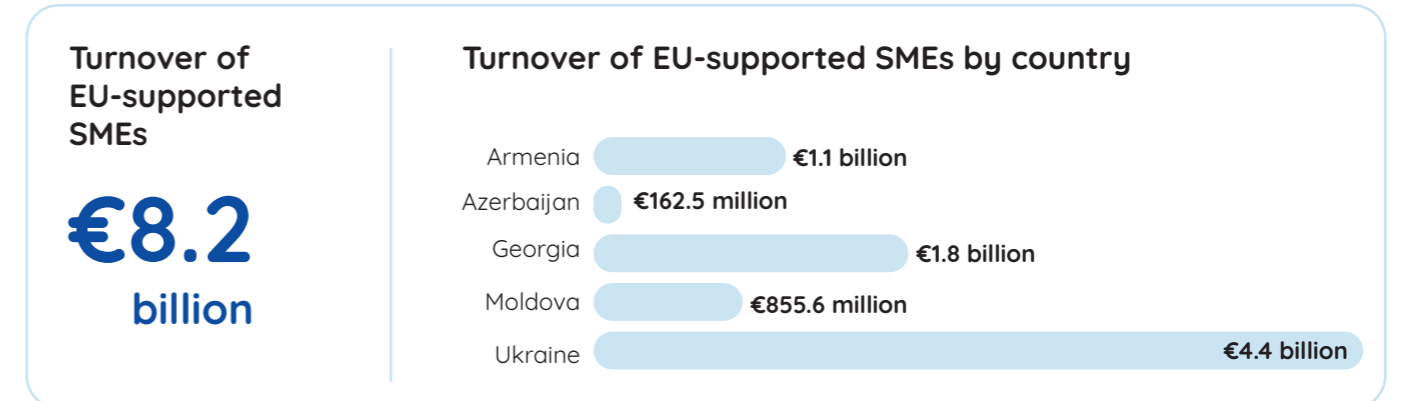 Turnover of
EU-supported
SMEs
€8.2
billion
Turnover of EU-supported SMEs by country
Armenia €1.1 billion
Azerbaijan €162.5 million
Georgia €1.8 billion
Moldova €855.6 million
Ukraine €4.4 billion